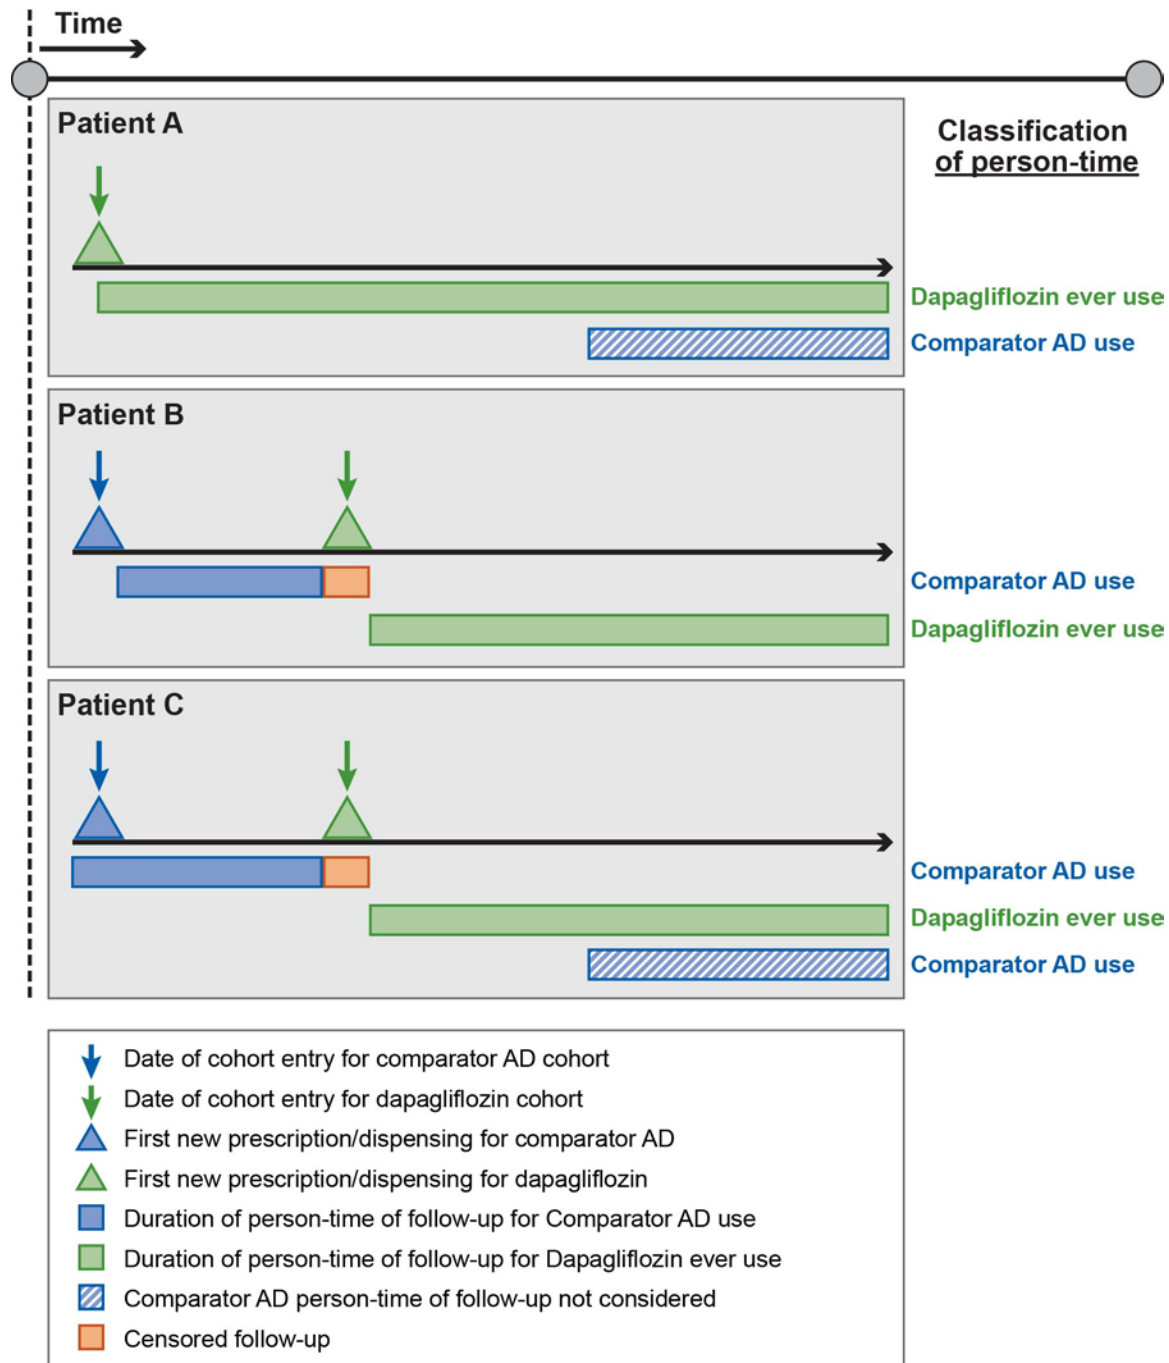 Time
Patient A
Classification
of person-time
Dapagliflozin ever use
Comparator AD use
Patient B
Comparator AD use
Dapagliflozin ever use
Patient C
Comparator AD use
Dapagliflozin ever use
Comparator AD use
Date of cohort entry for comparator AD cohort
Date of cohort entry for dapagliflozin cohort
First new prescription/dispensing for comparator AD
First new prescription/dispensing for dapagliflozin
Duration of person-time of follow-up for Comparator AD use
Duration of person-time of follow-up for Dapagliflozin ever use
Comparator AD person-time of follow-up not considered
Censored follow-up